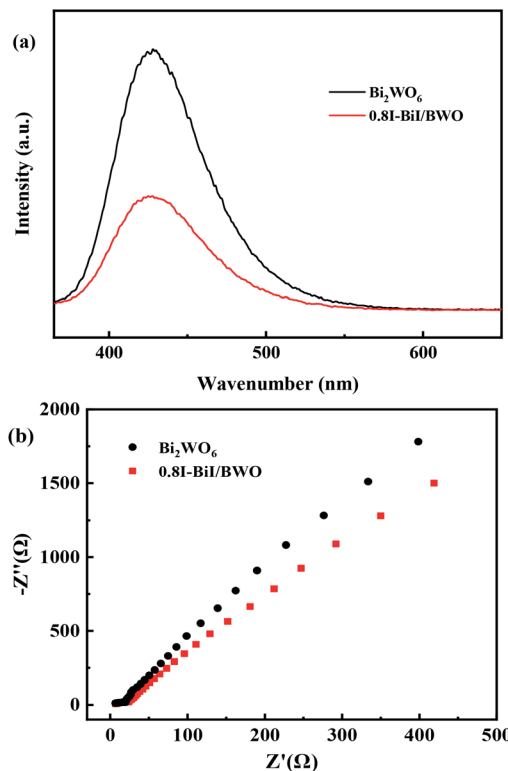 (a)
Intensity (a.u.)
Bi₂WO₆
0.8I-BiI/BWO
400
500
600
Wavenumber (nm)
(b)
2000
1500
1000
500
0
-Z''(Ω)
Bi₂WO₆
0.8I-BiI/BWO
0
100
200
300
400
500
Z'(Ω)